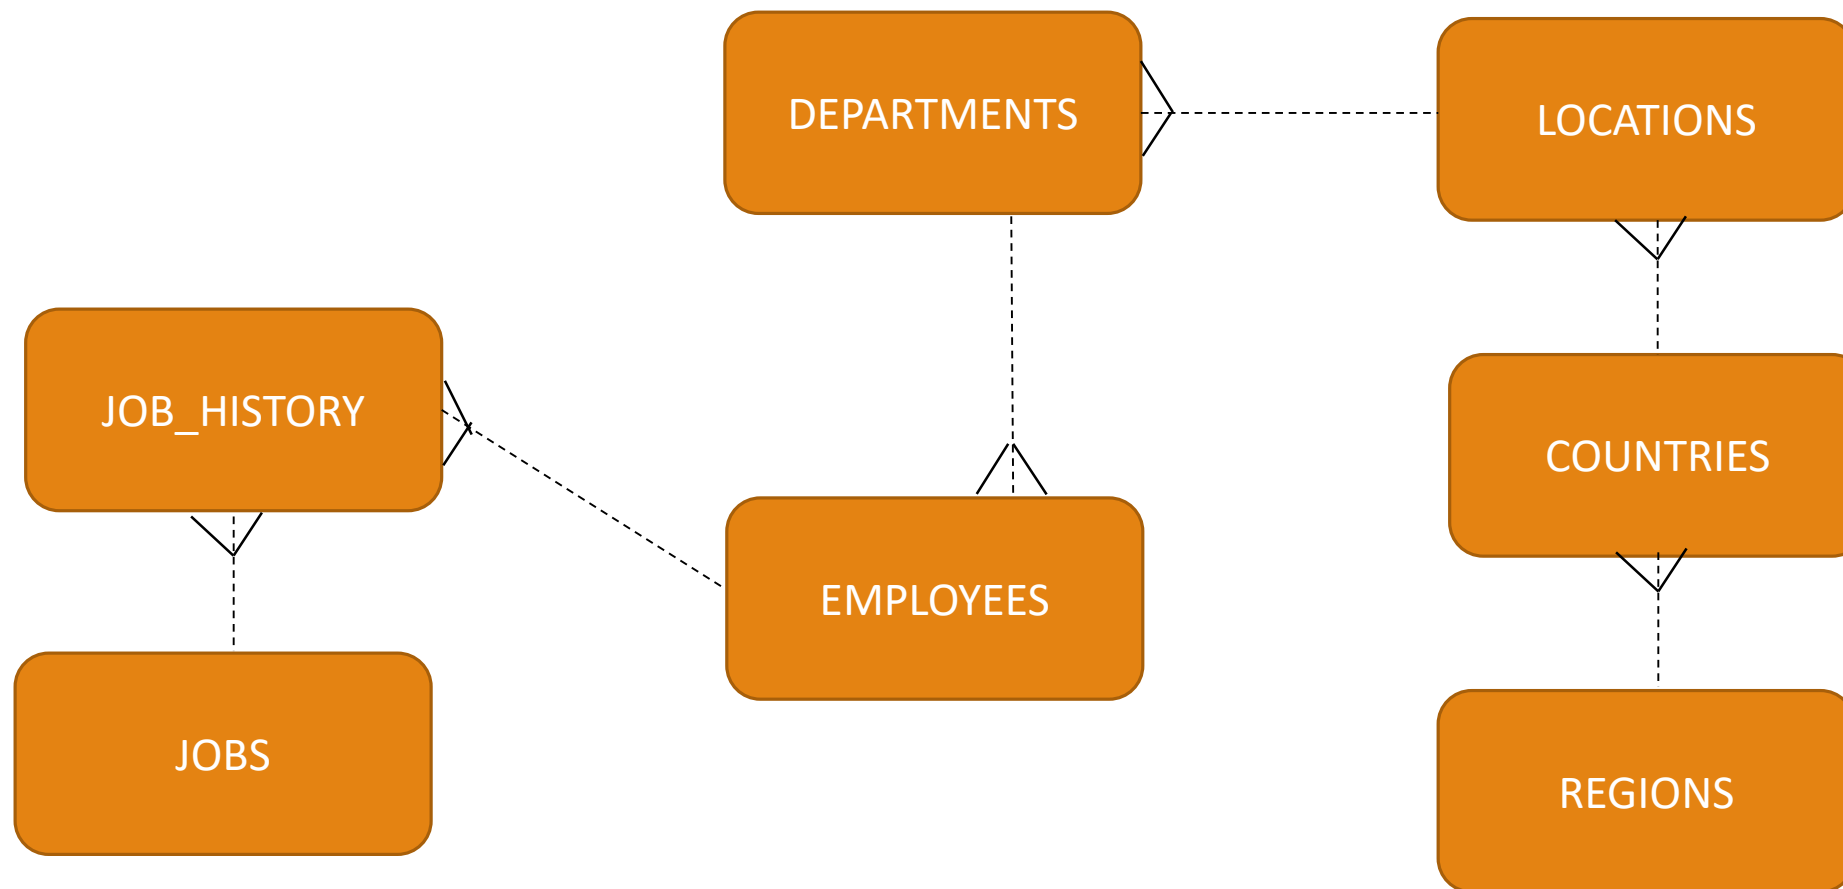 DEPARTMENTS
LOCATIONS
JOB_HISTORY
COUNTRIES
EMPLOYEES
JOBS
REGIONS